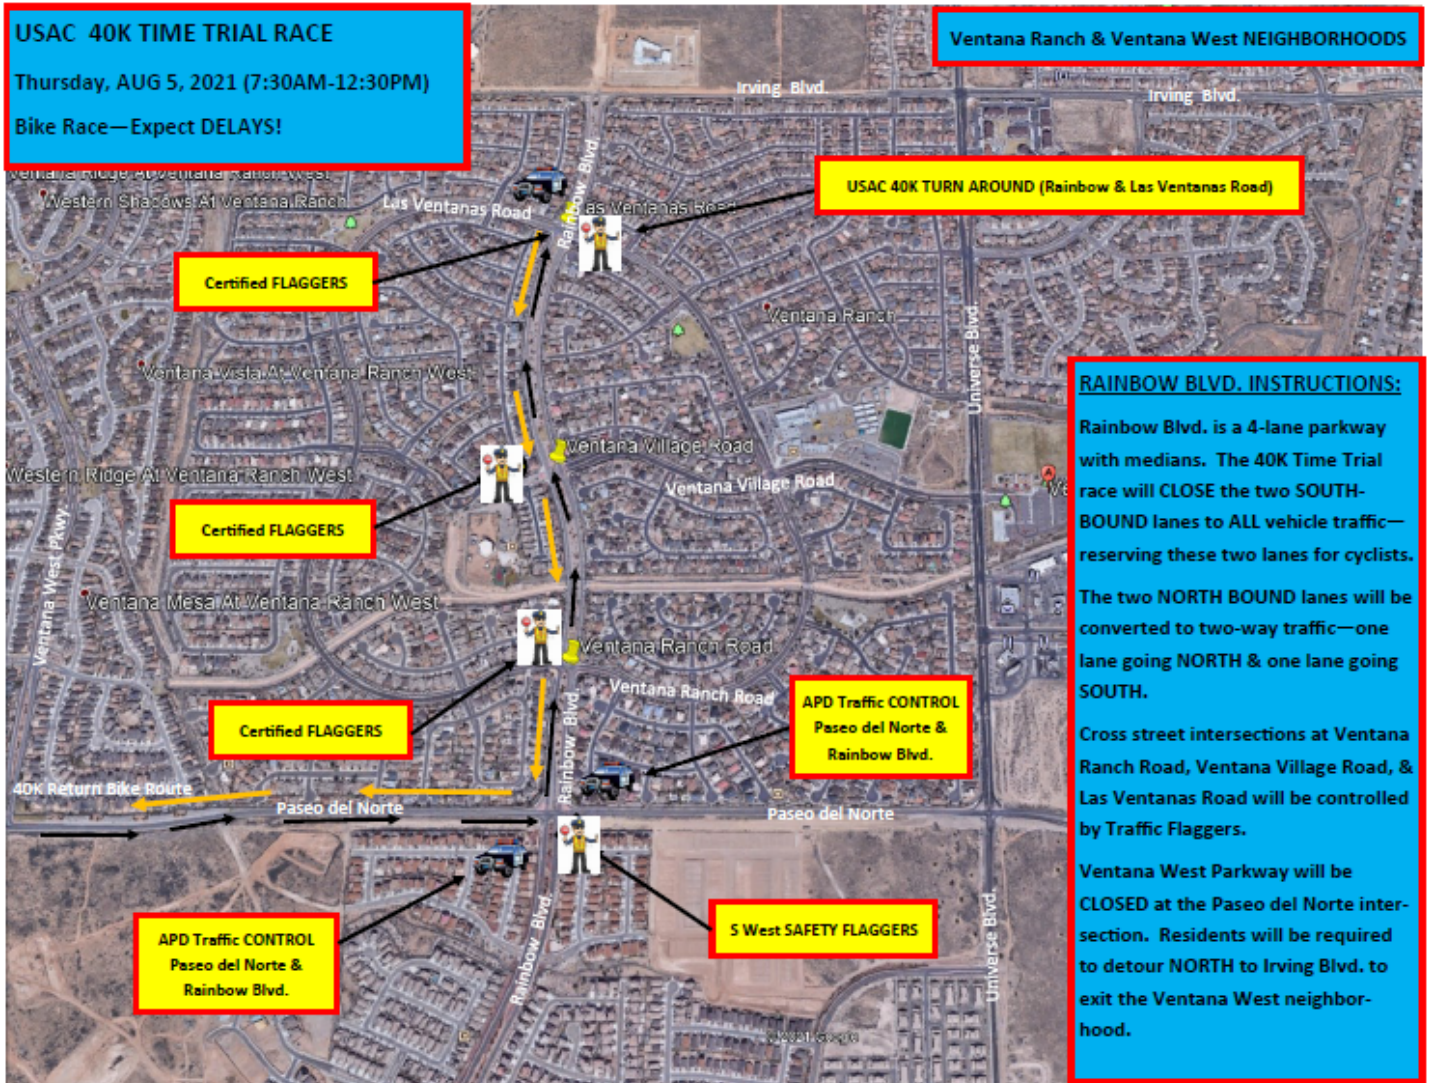 USAC 40K TIME TRIAL RACE
Thursday, AUG 5, 2021 (7:30AM-12:30PM)
Bike Race—Expect DELAYS!
Ventana Ranch & Ventana West NEIGHBORHOODS
Irving Blvd.
Irving Blvd.
Ventana Ridge At Ventana Ranch West
Western Shadows At Ventana Ranch
Las Ventanas Road
Rainbow Blvd.
Las Ventanas Road
USAC 40K TURN AROUND (Rainbow & Las Ventanas Road)
Certified FLAGGERS
Ventana Ranch
Universe Blvd.
Ventana Vista At Ventana Ranch West
Ventana Village Road
Western Ridge At Ventana Ranch West
Ventana Village Road
A
Certified FLAGGERS
Ventana West Pkwy
Ventana Mesa At Ventana Ranch West
Ventana Ranch Road
Ventana Ranch Road
Rainbow Blvd.
Certified FLAGGERS
APD Traffic CONTROL
Paseo del Norte &
Rainbow Blvd.
40K Return Bike Route
Paseo del Norte
Paseo del Norte
APD Traffic CONTROL
Paseo del Norte &
Rainbow Blvd.
Rainbow Blvd.
S West SAFETY FLAGGERS
Universe Blvd.
RAINBOW BLVD. INSTRUCTIONS:
Rainbow Blvd. is a 4-lane parkway
with medians. The 40K Time Trial
race will CLOSE the two SOUTH-
BOUND lanes to ALL vehicle traffic—
reserving these two lanes for cyclists.
The two NORTH BOUND lanes will be
converted to two-way traffic—one
lane going NORTH & one lane going
SOUTH.
Cross street intersections at Ventana
Ranch Road, Ventana Village Road, &
Las Ventanas Road will be controlled
by Traffic Flaggers.
Ventana West Parkway will be
CLOSED at the Paseo del Norte inter-
section. Residents will be required
to detour NORTH to Irving Blvd. to
exit the Ventana West neighbor-
hood.
©2021 Google